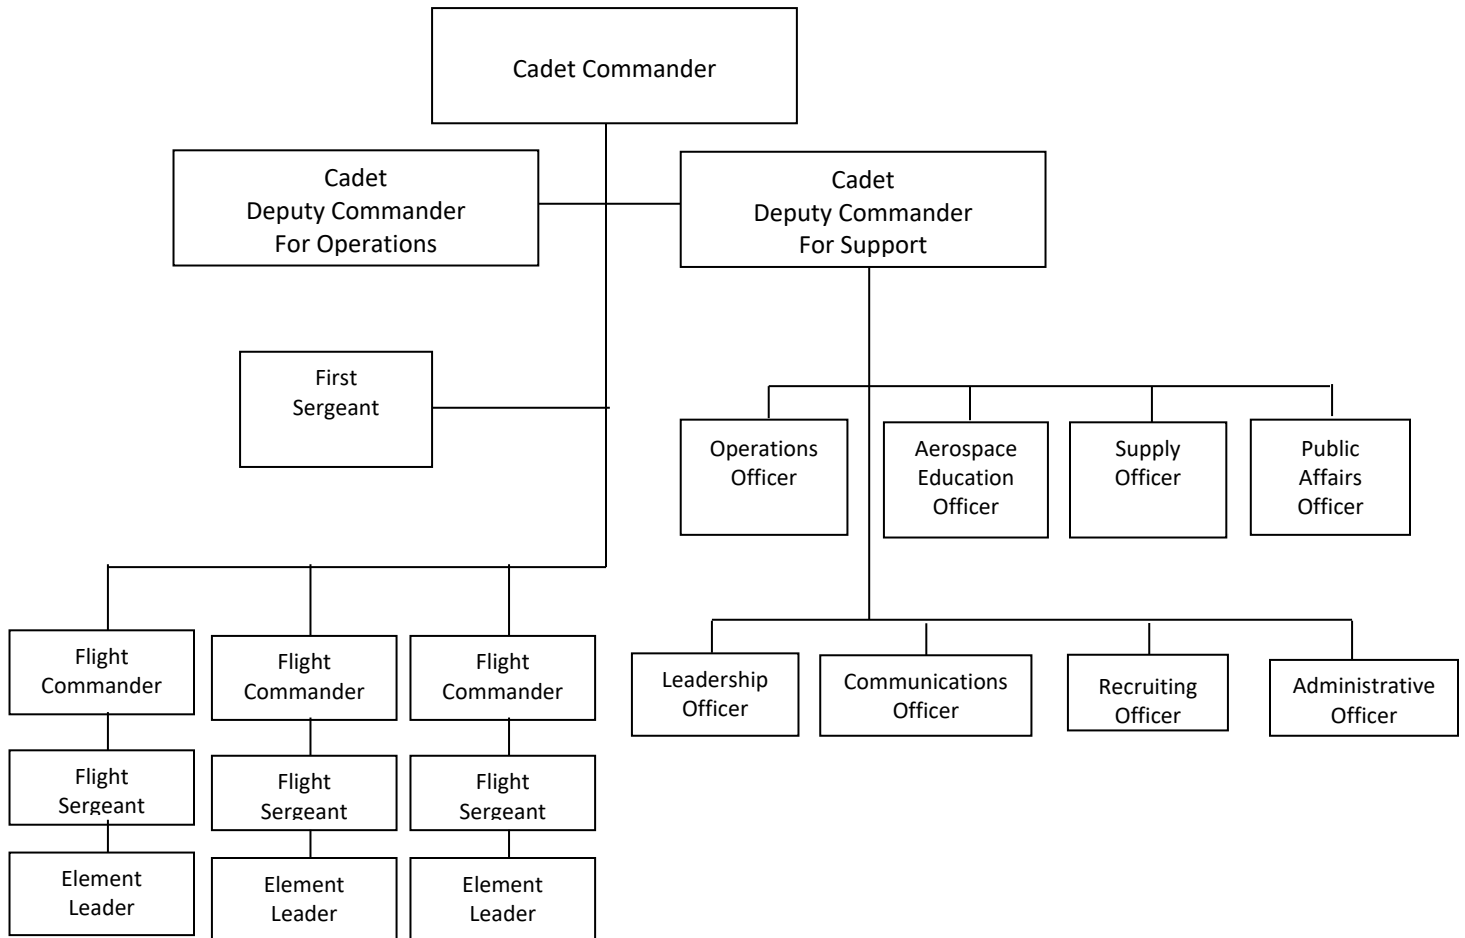 Cadet Commander
Cadet
Deputy Commander
For Operations
Cadet
Deputy Commander
For Support
First
Sergeant
Operations
Officer
Aerospace
Education
Officer
Supply
Officer
Public
Affairs
Officer
Flight
Commander
Flight
Commander
Flight
Commander
Leadership
Officer
Communications
Officer
Recruiting
Officer
Administrative
Officer
Flight
Sergeant
Flight
Sergeant
Flight
Sergeant
Element
Leader
Element
Leader
Element
Leader